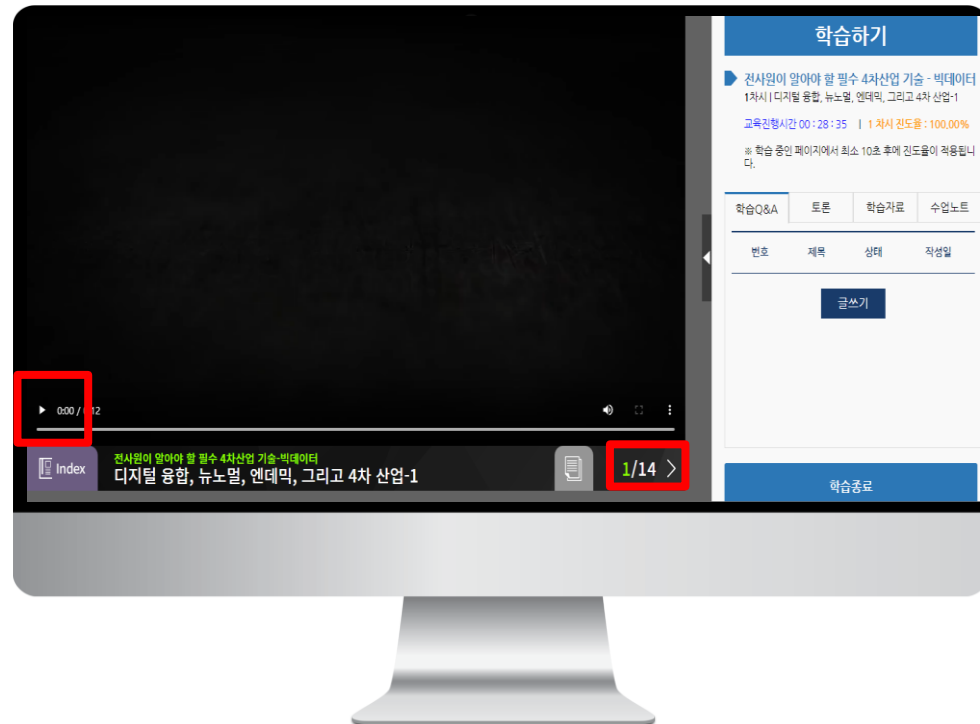 0:00 / 0:12
Index
전사원이 알아야 할 필수 4차산업 기술-빅데이터
디지털 융합, 뉴노멀, 엔데믹, 그리고 4차 산업-1
1/14
학습하기
전사원이 알아야 할 필수 4차산업 기술 - 빅데이터
1차시 | 디지털 융합, 뉴노멀, 엔데믹, 그리고 4차 산업-1
교육진행시간 00 : 28 : 35 | 1 차시 진도율 : 100.00%
※ 학습 중인 페이지에서 최소 10초 후에 진도율이 적용됩니
다.
학습Q&A 토론 학습자료 수업노트
번호 제목 상태 작성일
글쓰기
학습종료